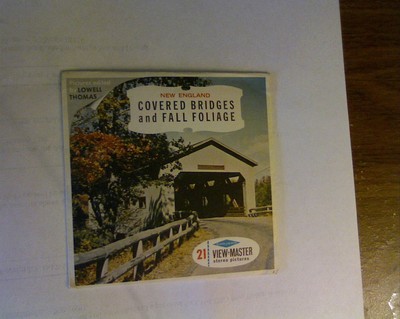 LOWELL
THOMAS
NEW ENGLAND
COVERED BRIDGES
and FALL FOLIAGE
21
VIEW-MASTER
stereo pictures